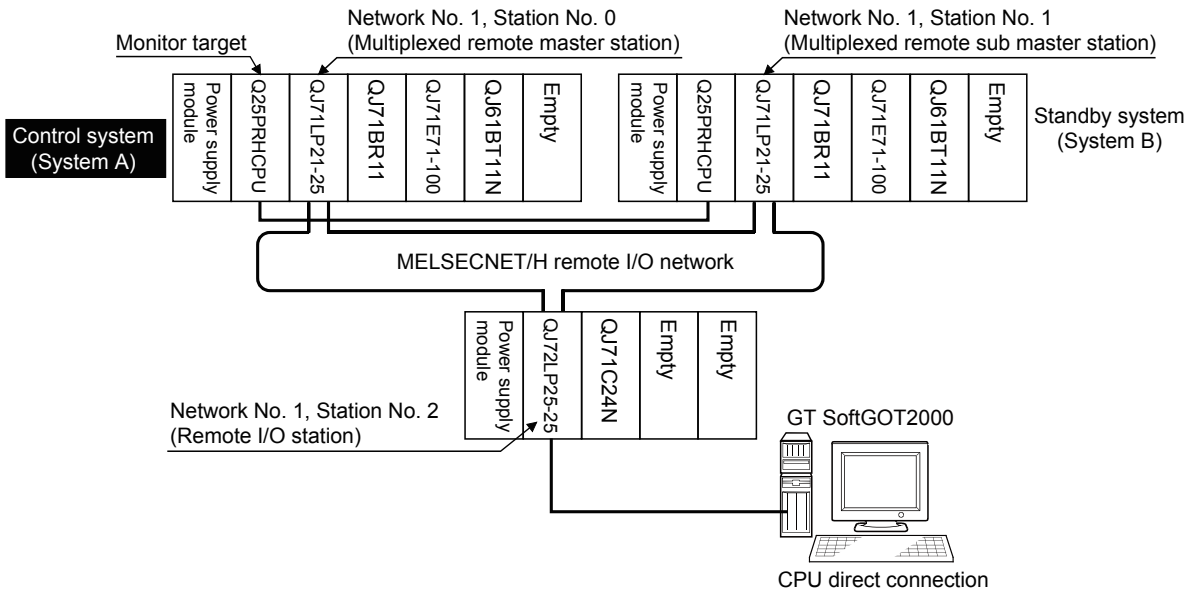 Network No. 1, Station No. 0
(Multiplexed remote master station)
Network No. 1, Station No. 1
(Multiplexed remote sub master station)
Monitor target
Control system
(System A)
Power supply
module
Q25PRHCPU
QJ71LP21-25
QJ71BR11
QJ71E71-100
QJ61BT11N
Empty
Power supply
module
Q25PRHCPU
QJ71LP21-25
QJ71BR11
QJ71E71-100
QJ61BT11N
Empty
Standby system
(System B)
MELSECNET/H remote I/O network
Power supply
module
QJ72LP25-25
QJ71C24N
Empty
Empty
Network No. 1, Station No. 2
(Remote I/O station)
GT SoftGOT2000
CPU direct connection